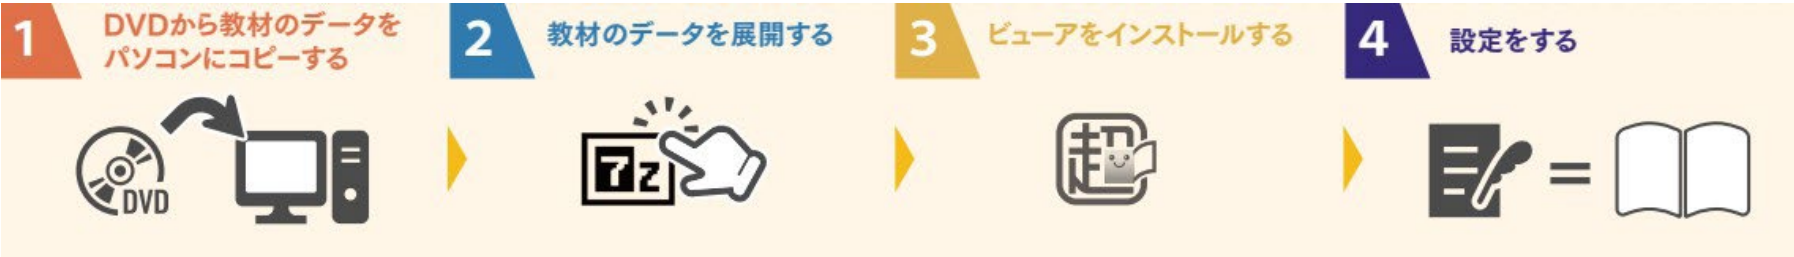 1
DVDから教材のデータを
パソコンにコピーする
2
教材のデータを展開する
3
ビューアをインストールする
4
設定をする
DVD
7z
超
=